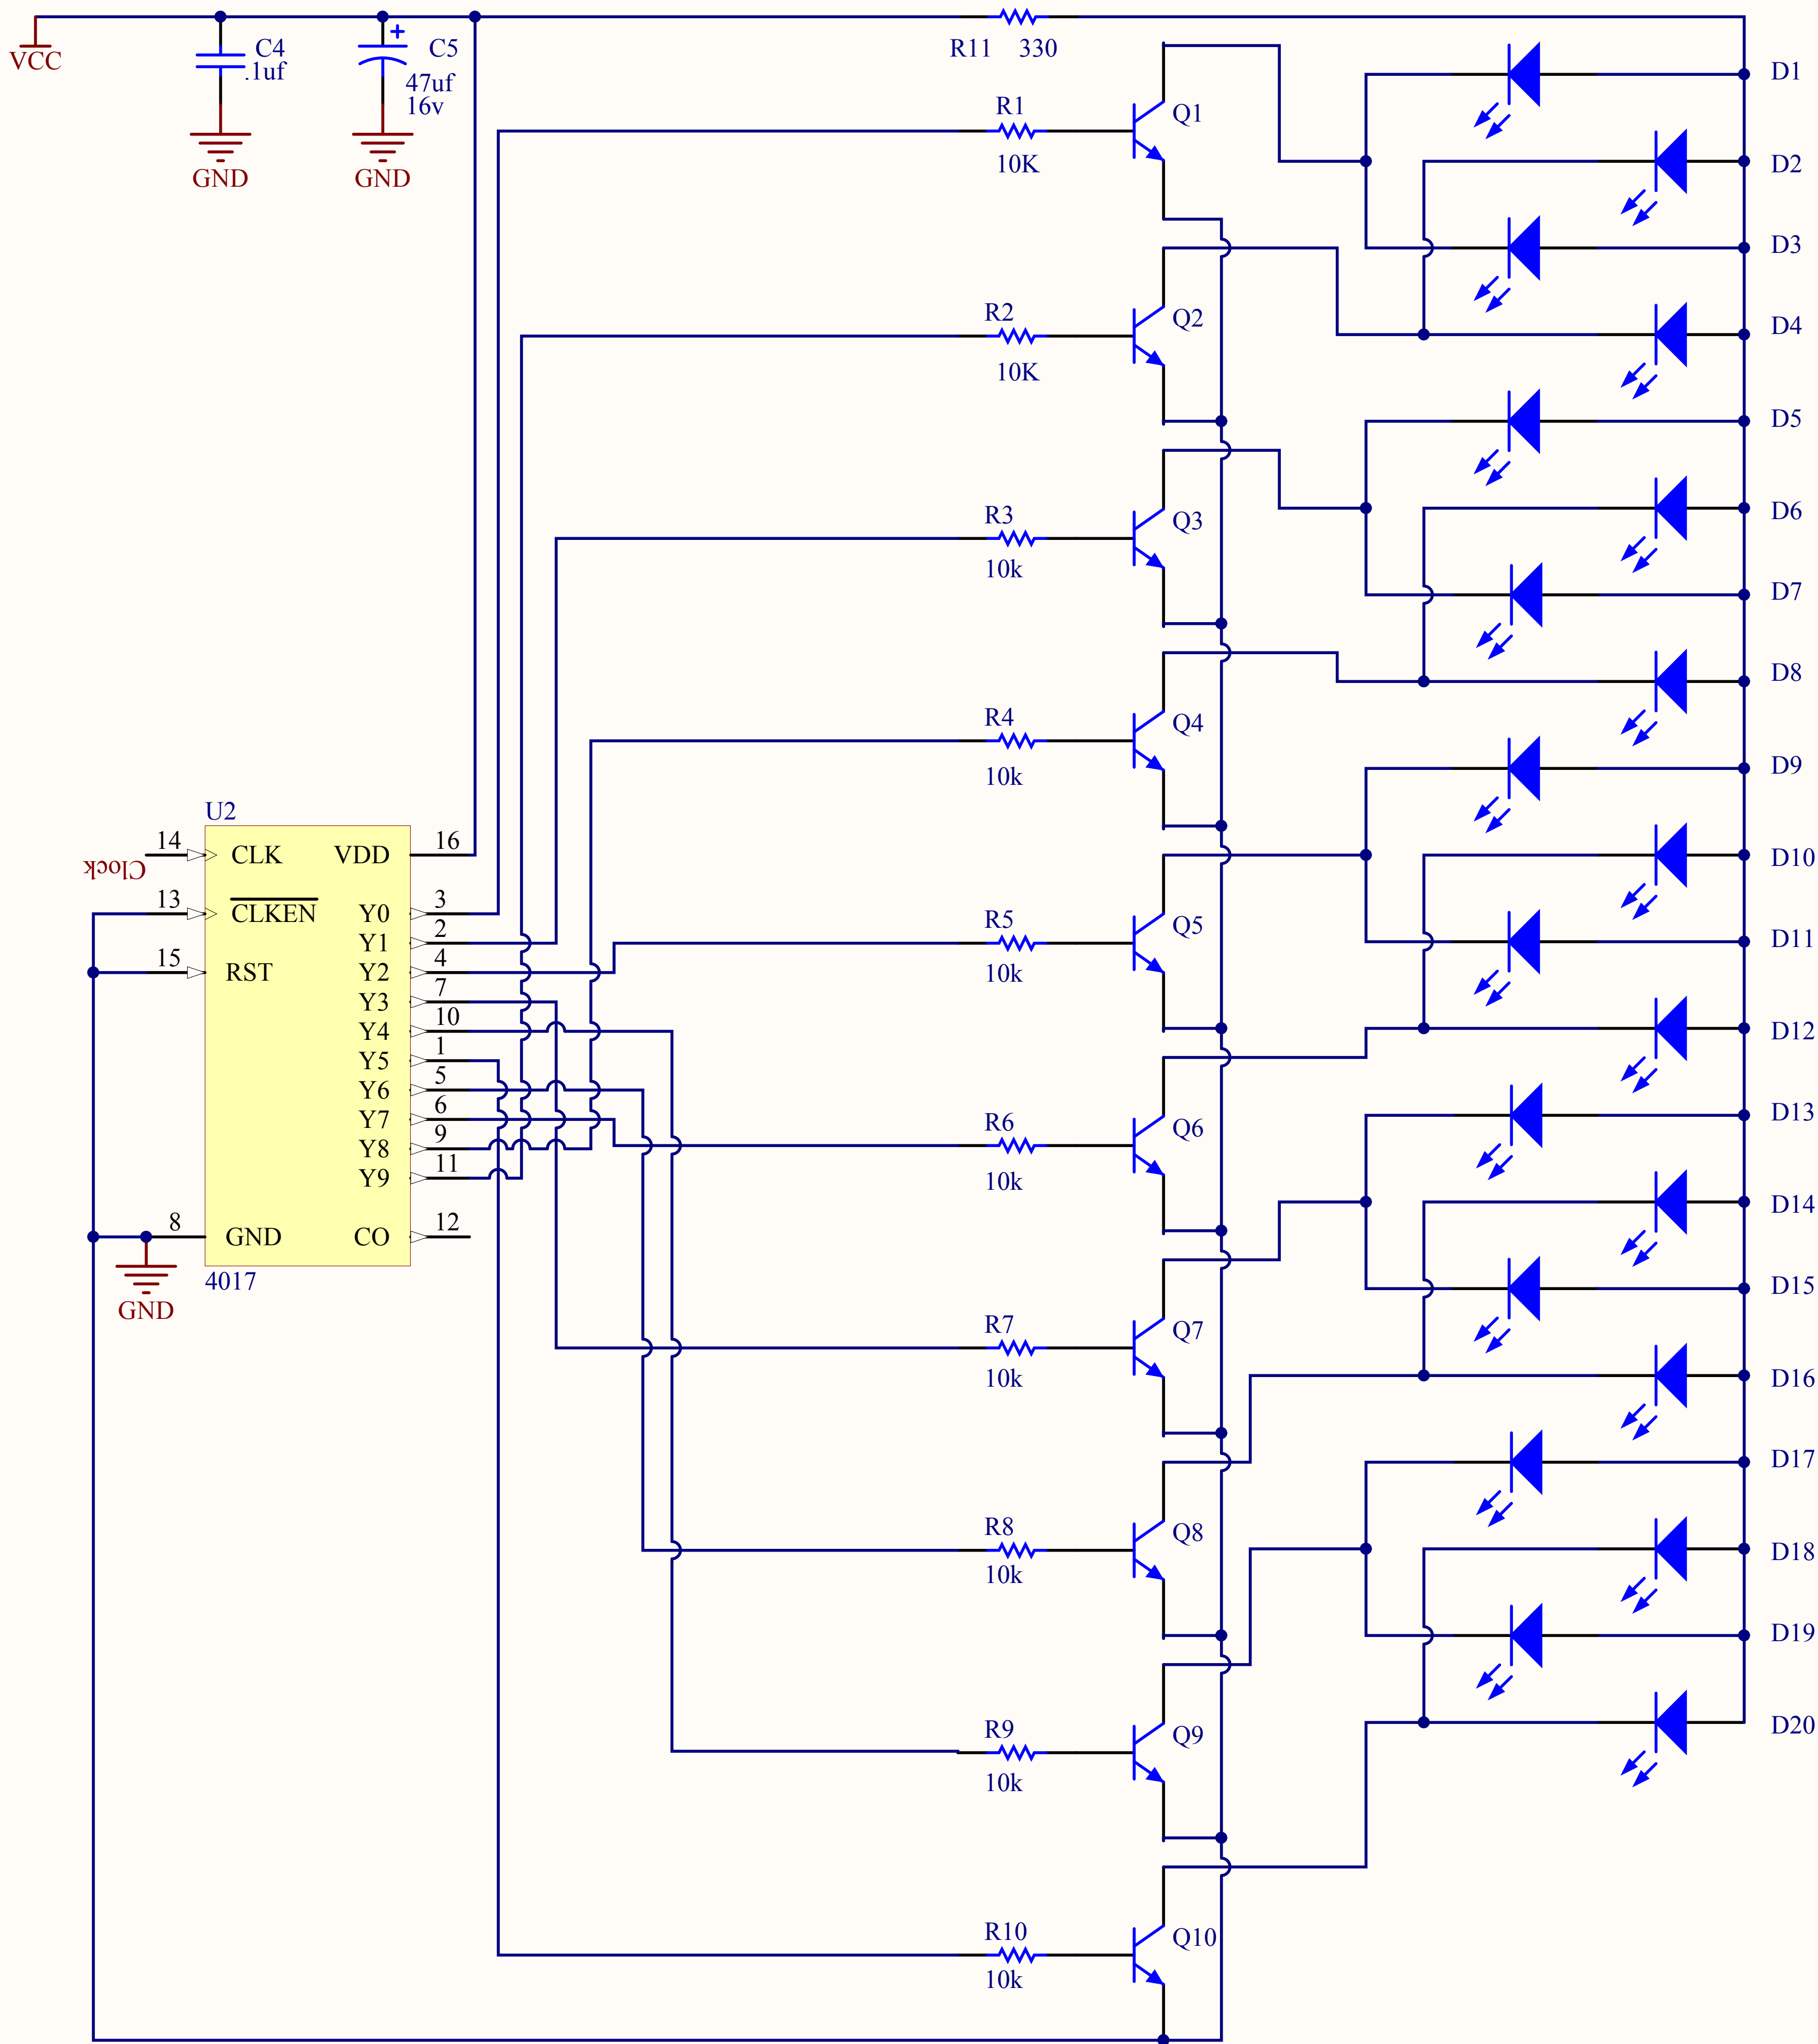 VCC
C4
.1uf
GND
+
C5
47uf
16v
GND
R11 330
R1
10K
Q1
R2
10K
Q2
R3
10k
Q3
R4
10k
Q4
R5
10k
Q5
R6
10k
Q6
R7
10k
Q7
R8
10k
Q8
R9
10k
Q9
R10
10k
Q10
D1
D2
D3
D4
D5
D6
D7
D8
D9
D10
D11
D12
D13
D14
D15
D16
D17
D18
D19
D20
U2
Clock
14 CLK VDD 16
13 CLKEN Y0 3
Y1 2
15 RST Y2 4
Y3 7
Y4 10
Y5 1
Y6 5
Y7 6
Y8 9
Y9 11
8 GND CO 12
4017
GND